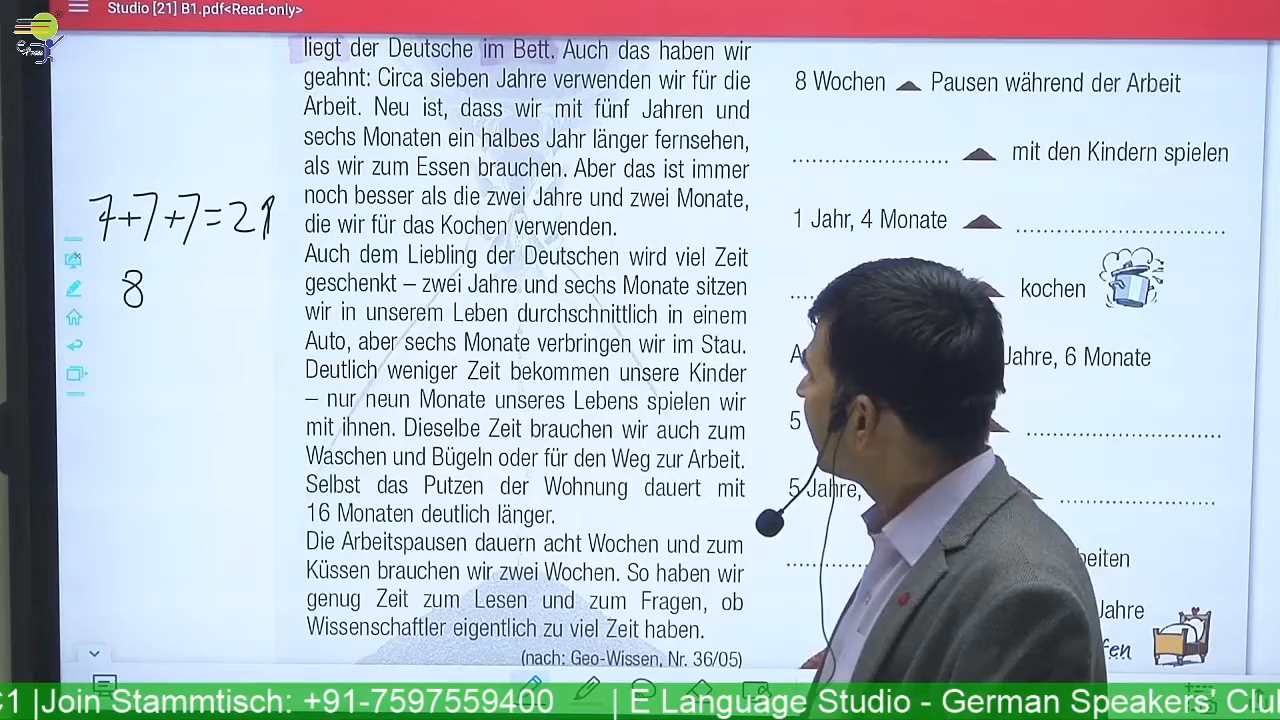 Studio [21] B1.pdf<Read-only>
liegt der Deutsche im Bett. Auch das haben wir
geahnt: Circa sieben Jahre verwenden wir für die
Arbeit. Neu ist, dass wir mit fünf Jahren und
sechs Monaten ein halbes Jahr länger fernsehen,
als wir zum Essen brauchen. Aber das ist immer
noch besser als die zwei Jahre und zwei Monate,
die wir für das Kochen verwenden.
Auch dem Liebling der Deutschen wird viel Zeit
geschenkt – zwei Jahre und sechs Monate sitzen
wir in unserem Leben durchschnittlich in einem
Auto, aber sechs Monate verbringen wir im Stau.
Deutlich weniger Zeit bekommen unsere Kinder
– nur neun Monate unseres Lebens spielen wir
mit ihnen. Dieselbe Zeit brauchen wir auch zum
Waschen und Bügeln oder für den Weg zur Arbeit.
Selbst das Putzen der Wohnung dauert mit
16 Monaten deutlich länger.
Die Arbeitspausen dauern acht Wochen und zum
Küssen brauchen wir zwei Wochen. So haben wir
genug Zeit zum Lesen und zum Fragen, ob
Wissenschaftler eigentlich zu viel Zeit haben.
(nach: Geo-Wissen, Nr. 36/05)
7+7+7=21
8
8 Wochen Pausen während der Arbeit
mit den Kindern spielen
1 Jahr, 4 Monate
kochen
A Jahre, 6 Monate
5
5 Jahre,
beiten
Jahre
fen
C1 |Join Stammtisch: +91-7597559400 | E Language Studio - German Speakers' Clu